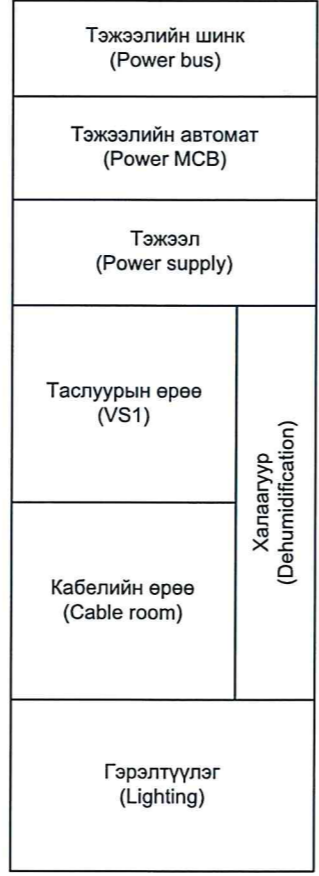 Тэжээлийн шинк
(Power bus)
Тэжээлийн автомат
(Power MCB)
Тэжээл
(Power supply)
Таслуурын өрөө
(VS1)
Халаагуур
(Dehumidification)
Кабелийн өрөө
(Cable room)
Гэрэлтүүлэг
(Lighting)